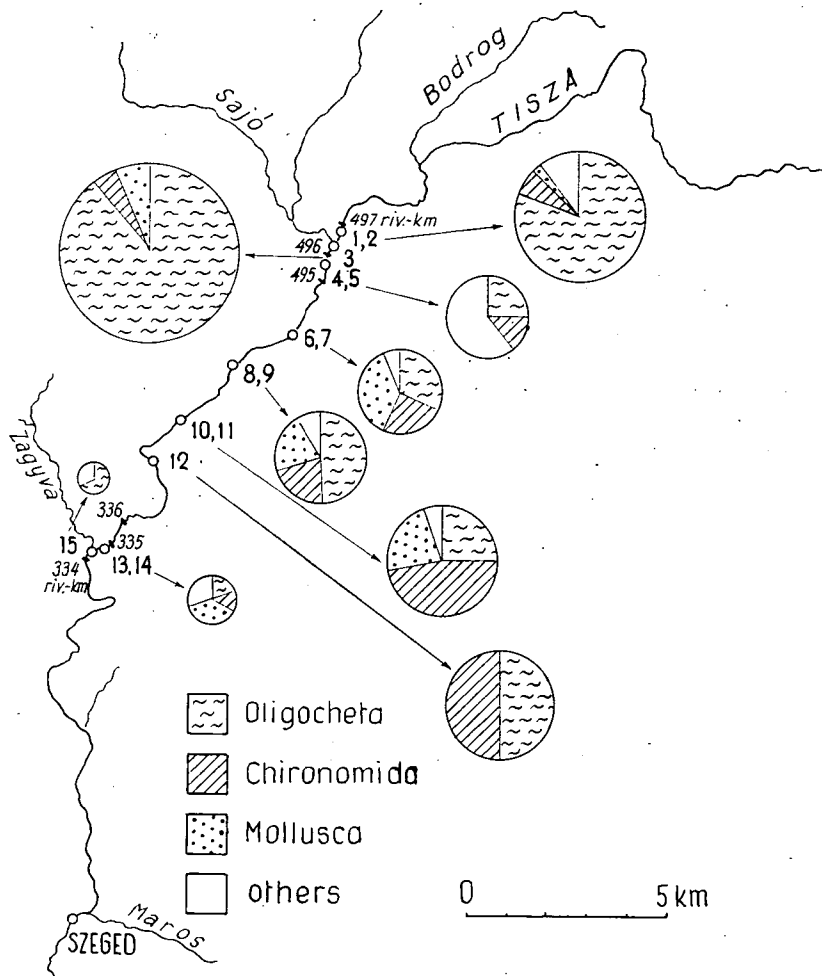 Sajó
Bodrog
TISZA
497 riv.-km
1,2
496
3
495
4,5
6,7
8,9
10,11
12
Zagyva
336
15
335
13,14
334
riv.-km
Oligocheta
Chironomida
Mollusca
others
0 5 km
Maros
SZEGED